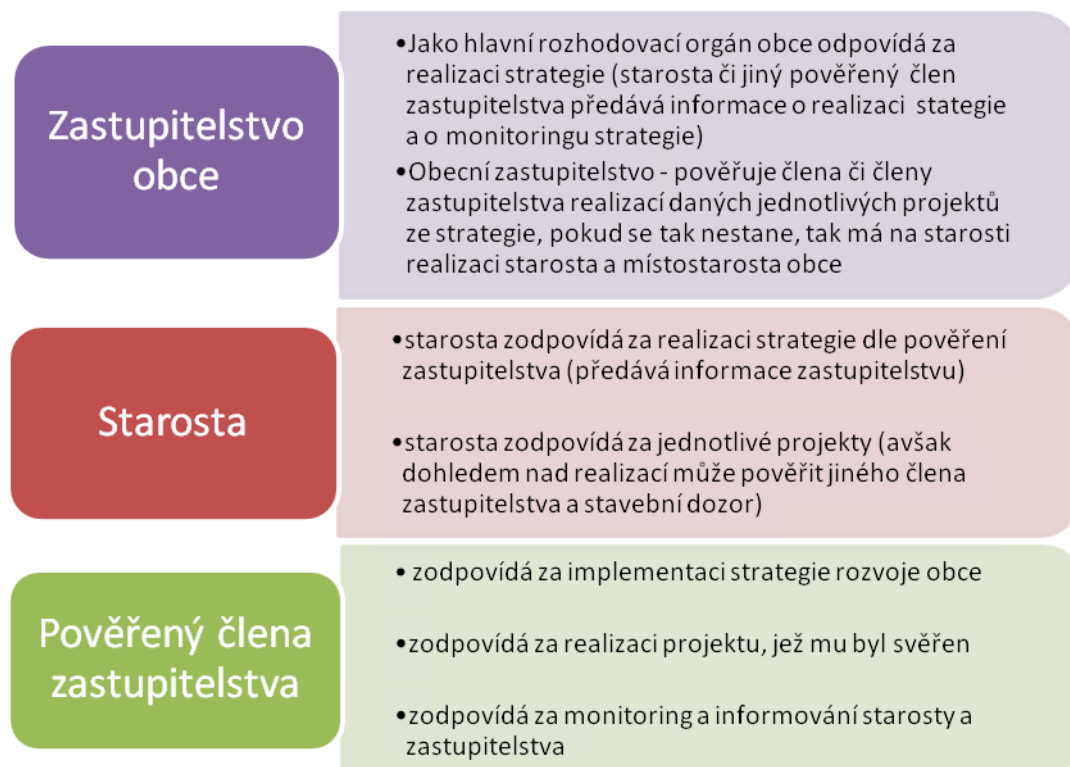 Zastupitelstvo
obce
•Jako hlavní rozhodovací orgán obce odpovídá za
realizaci strategie (starosta či jiný pověřený člen
zastupitelstva předává informace o realizaci stategie
a o monitoringu strategie)
•Obecní zastupitelstvo - pověřuje člena či členy
zastupitelstva realizací daných jednotlivých projektů
ze strategie, pokud se tak nestane, tak má na starosti
realizaci starosta a místostarosta obce
Starosta
•starosta zodpovídá za realizaci strategie dle pověření
zastupitelstva (předává informace zastupitelstvu)
•starosta zodpovídá za jednotlivé projekty (avšak
dohledem nad realizací může pověřit jiného člena
zastupitelstva a stavební dozor)
Pověřený člena
zastupitelstva
• zodpovídá za implementaci strategie rozvoje obce
•zodpovídá za realizaci projektu, jež mu byl svěřen
•zodpovídá za monitoring a informování starosty a
zastupitelstva